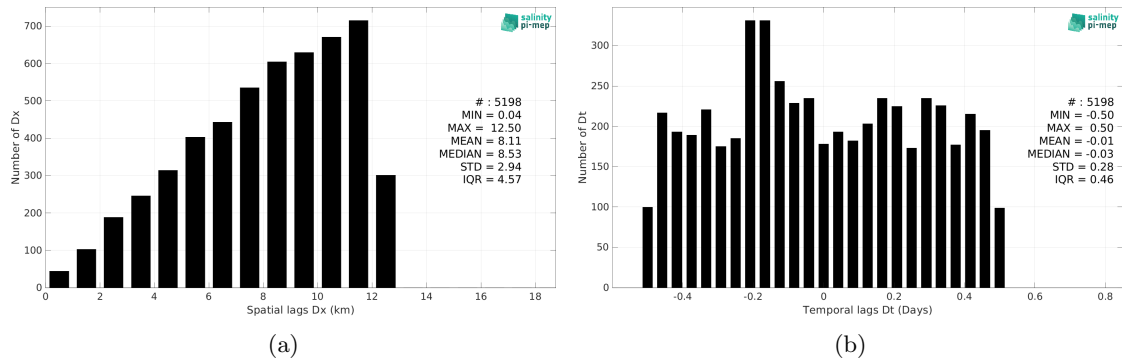 700
600
500
400
300
200
100
0
Number of Dx
0 2 4 6 8 10 12 14 16 18
Spatial lags Dx (km)
salinity
pi-mep
# : 5198
MIN = 0.04
MAX = 12.50
MEAN = 8.11
MEDIAN = 8.53
STD = 2.94
IQR = 4.57
(a)
300
250
200
150
100
50
0
Number of Dt
-0.4 -0.2 0 0.2 0.4 0.6 0.8
Temporal lags Dt (Days)
salinity
pi-mep
# : 5198
MIN = -0.50
MAX = 0.50
MEAN = -0.01
MEDIAN = -0.03
STD = 0.28
IQR = 0.46
(b)